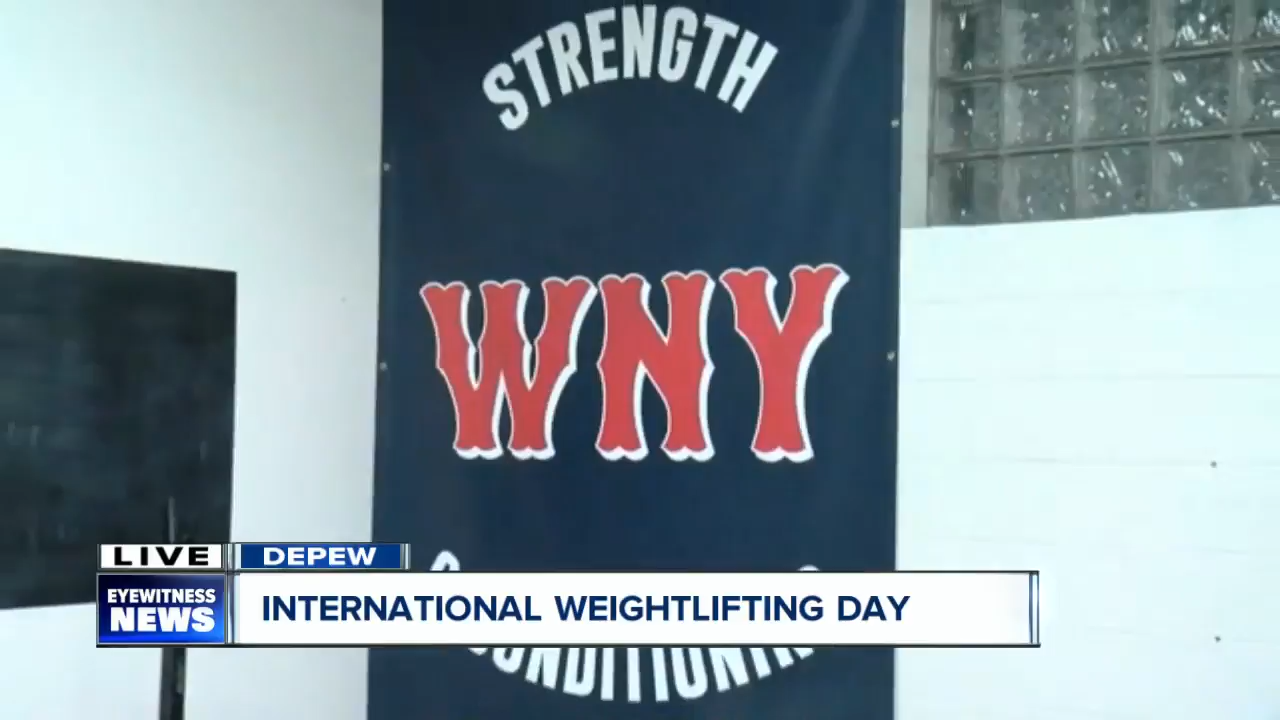 STRENGTH
WNY
LIVE
DEPEW
EYEWITNESS
NEWS
INTERNATIONAL WEIGHTLIFTING DAY